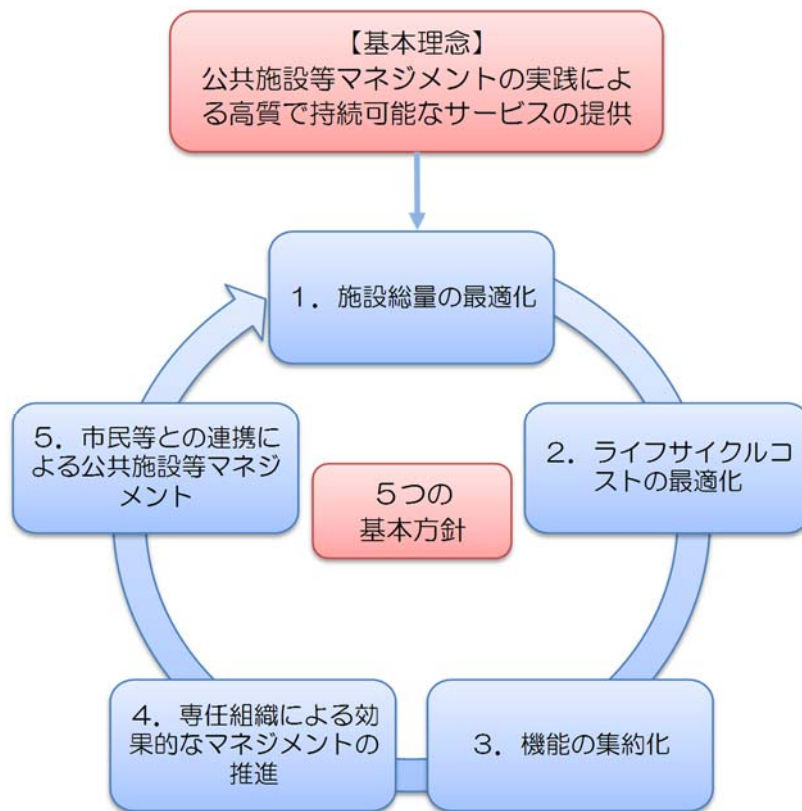 【基本理念】
公共施設等マネジメントの実践によ
る高質で持続可能なサービスの提供
１．施設総量の最適化
２．ライフサイクルコ
ストの最適化
３．機能の集約化
４．専任組織による効
果的なマネジメントの
推進
５．市民等との連携に
よる公共施設等マネジ
メント
５つの
基本方針